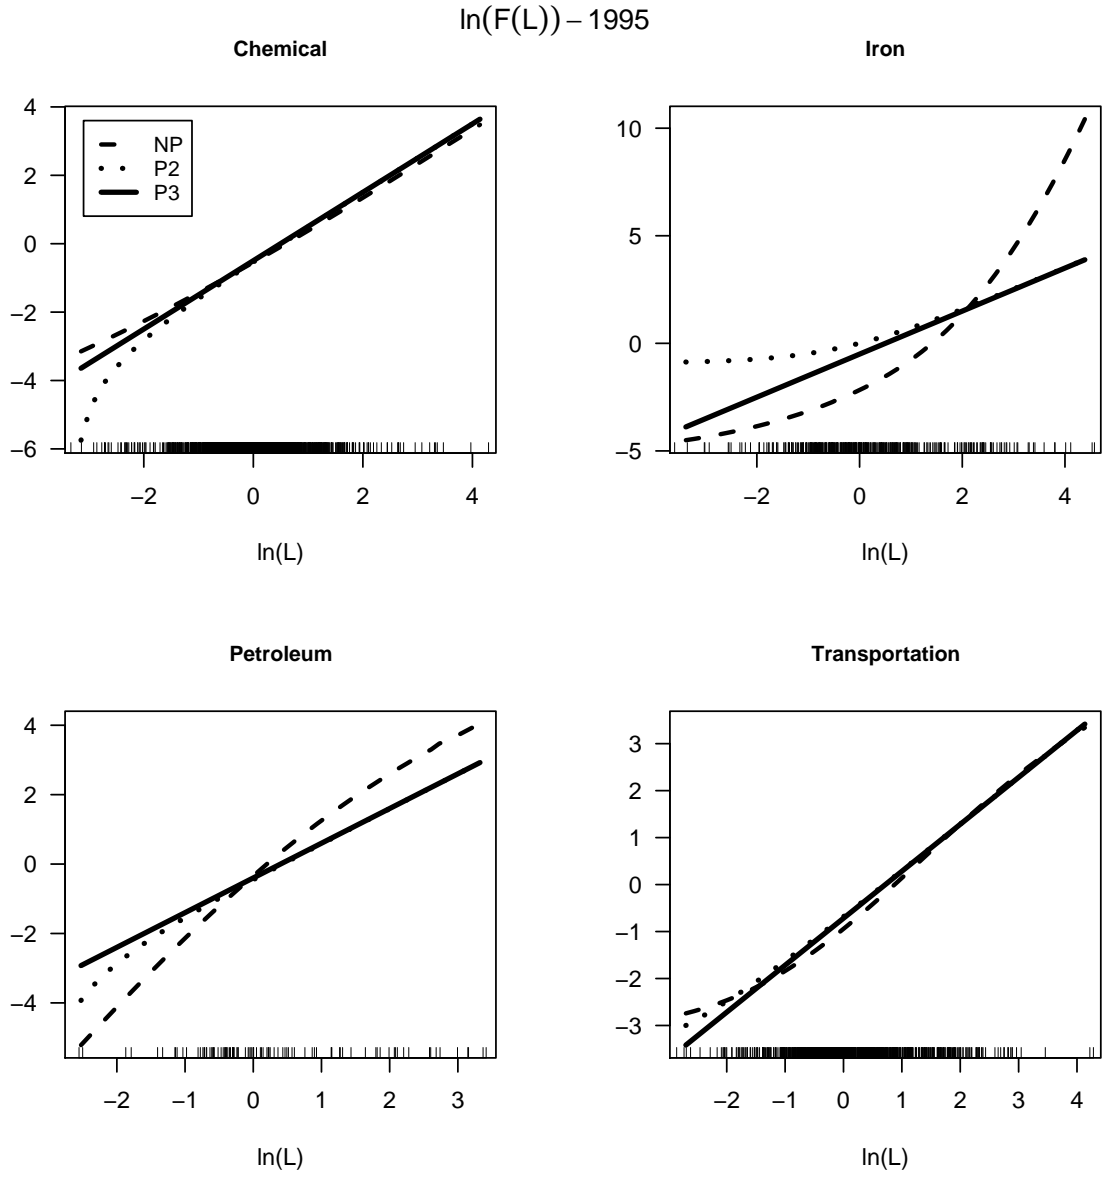 ln(F(L)) − 1995
Chemical
4
2
0
−2
−4
−6
NP
P2
P3
−2 0 2 4
ln(L)
Iron
10
5
0
−5
−2 0 2 4
ln(L)
Petroleum
4
2
0
−2
−4
−2 −1 0 1 2 3
ln(L)
Transportation
3
2
1
0
−1
−2
−3
−2 −1 0 1 2 3 4
ln(L)